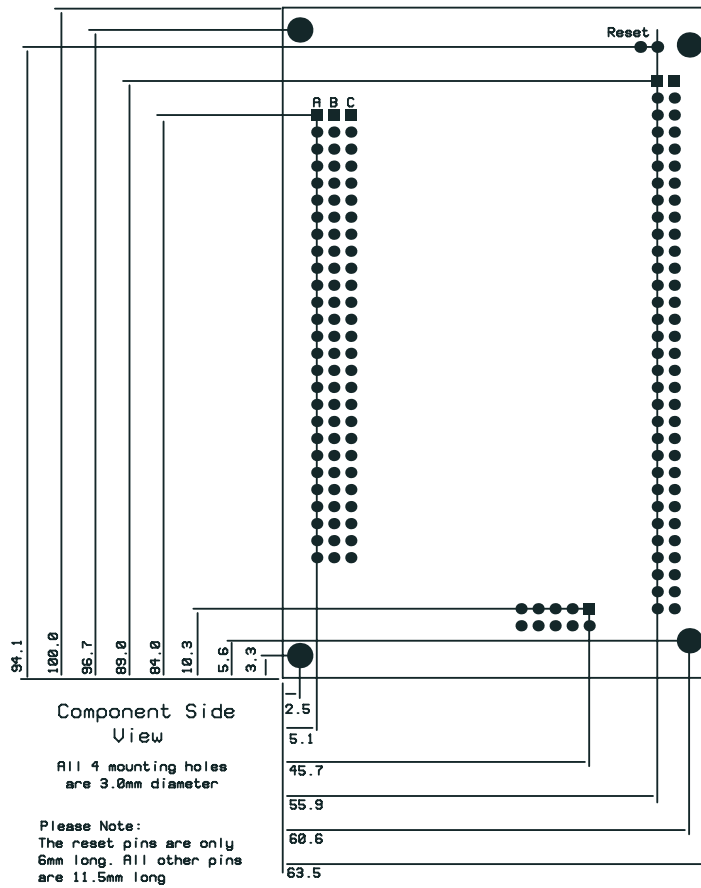 Reset
A B C
94.1
100.0
96.7
89.0
84.0
10.3
5.6
3.3
2.5
5.1
45.7
55.9
60.6
63.5
Component Side
View
All 4 mounting holes
are 3.0mm diameter
Please Note:
The reset pins are only
6mm long. All other pins
are 11.5mm long